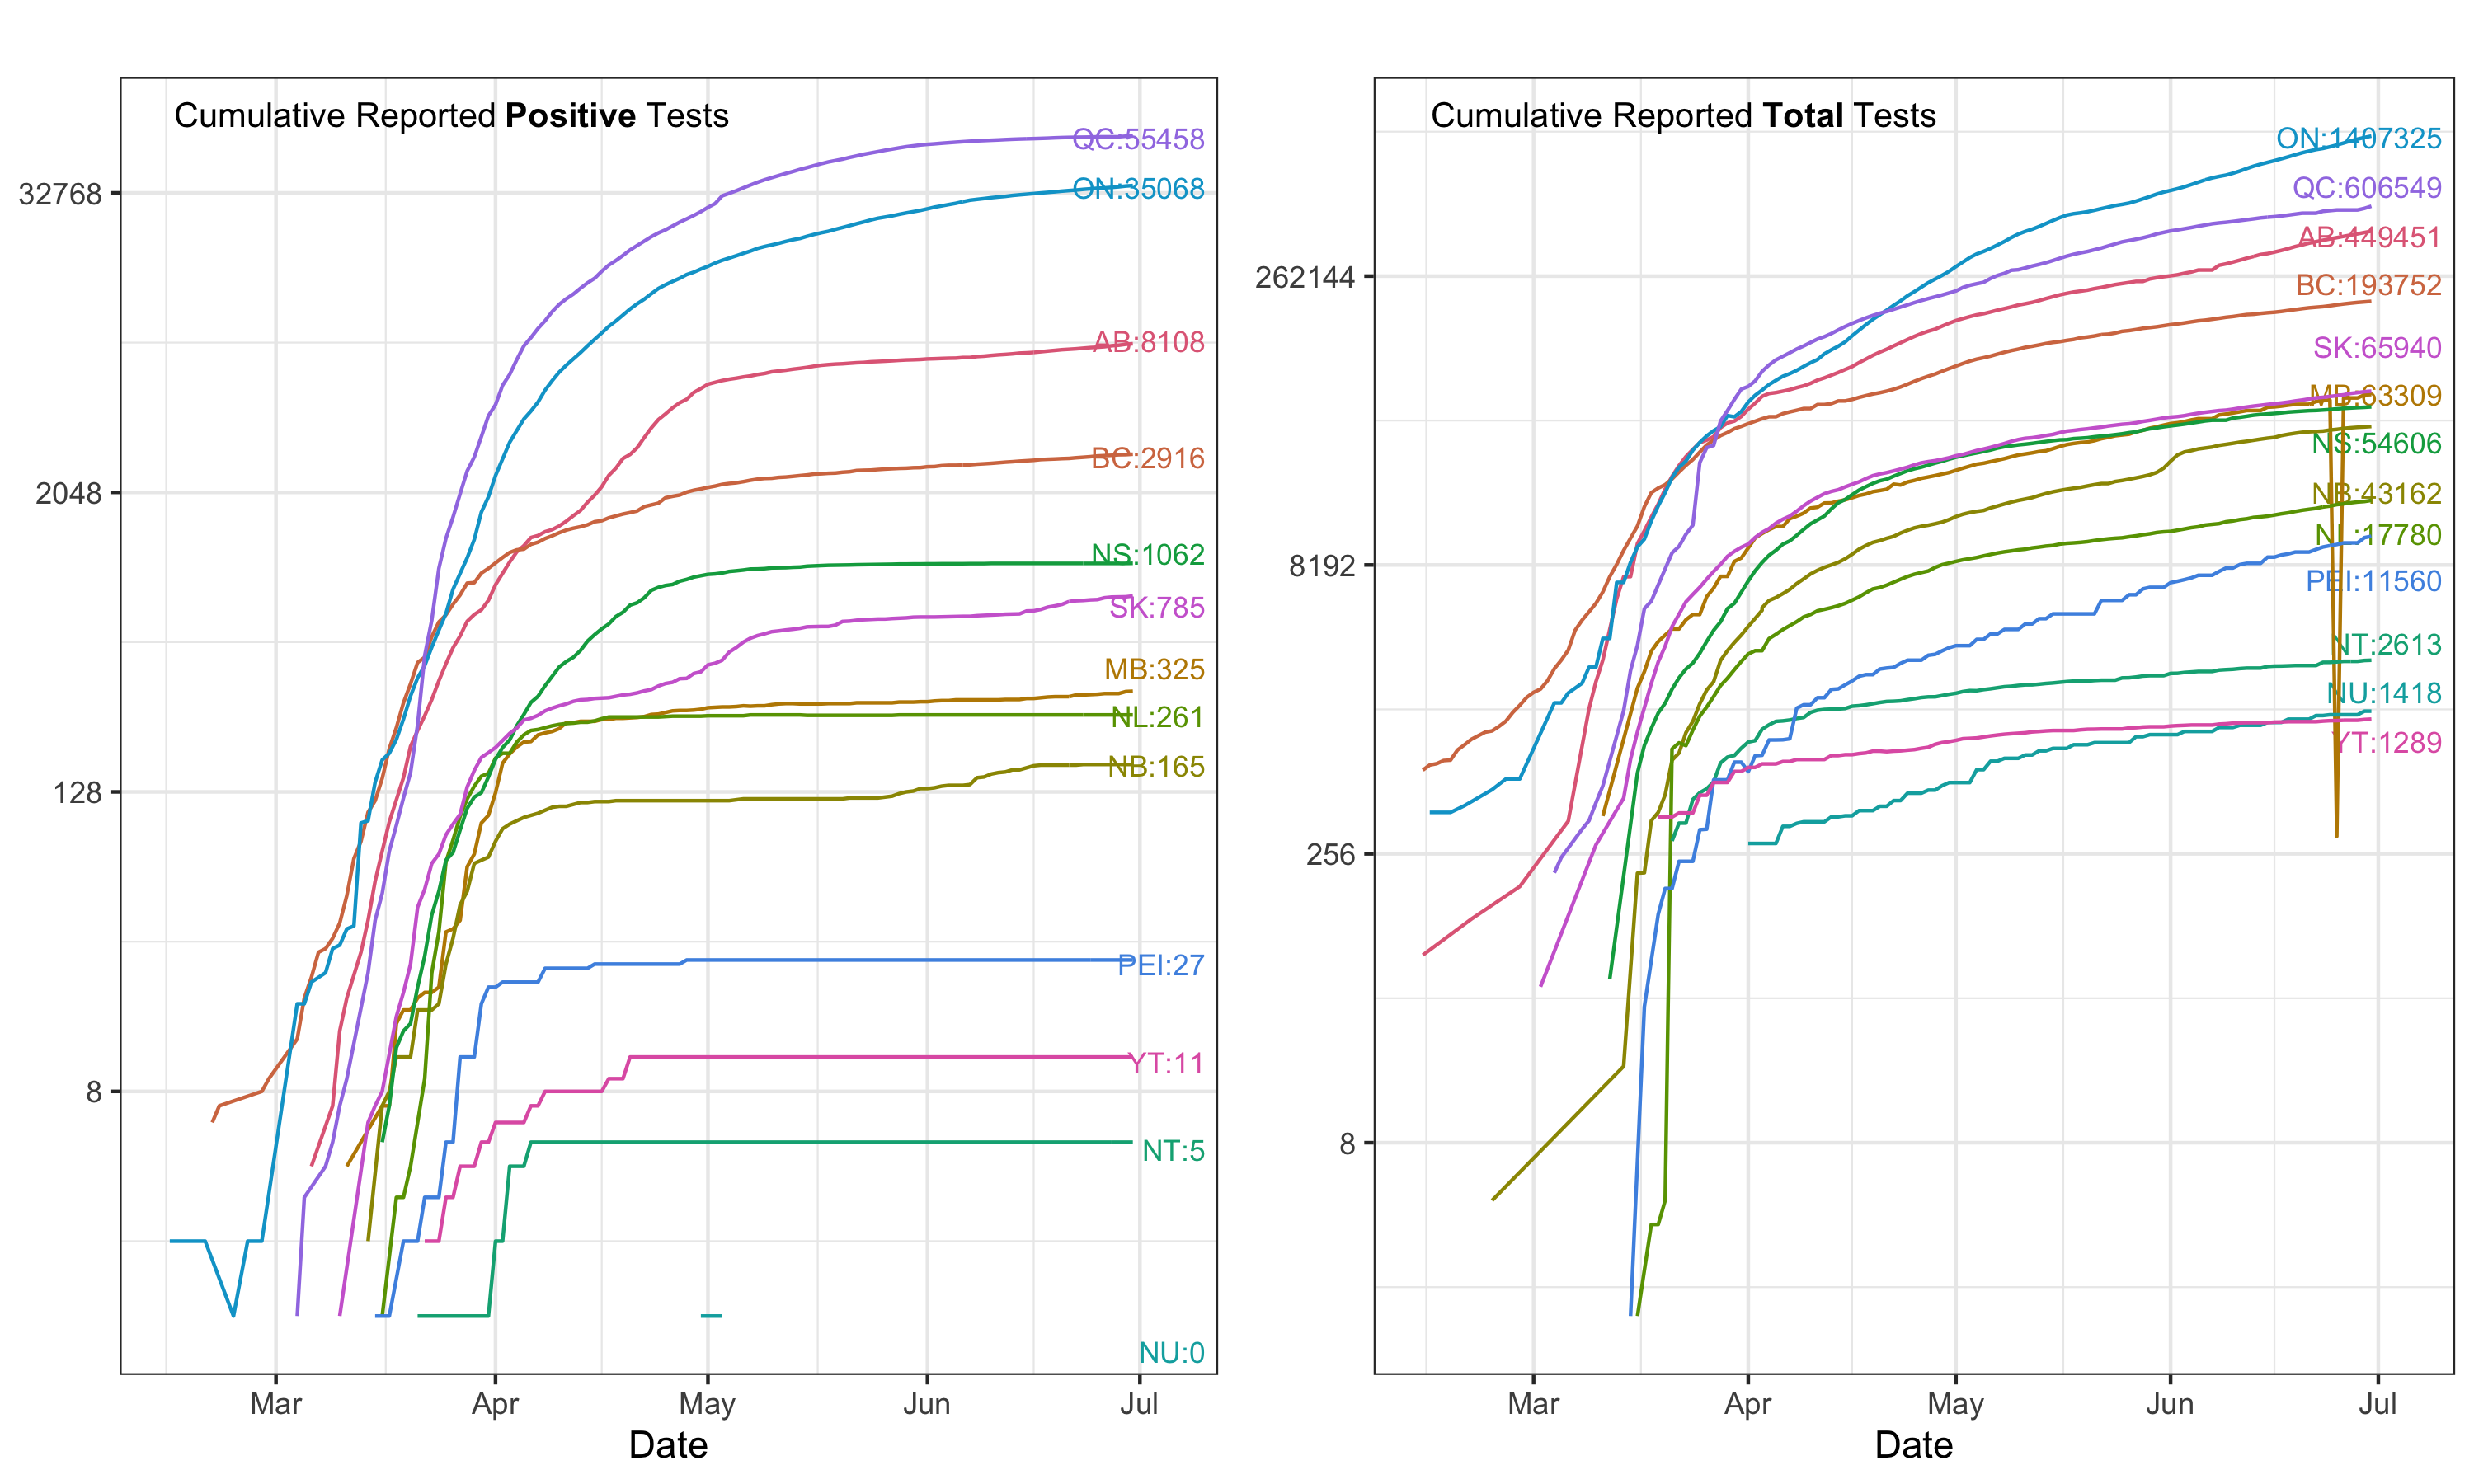 Cumulative Reported Positive Tests
QC:55458
ON:35068
AB:8108
BC:2916
NS:1062
SK:785
MB:325
NL:261
NB:165
PEI:27
YT:11
NT:5
NU:0
32768
2048
128
8
Mar Apr May Jun Jul
Date
Cumulative Reported Total Tests
ON:1407325
QC:606549
AB:449451
BC:193752
SK:65940
MB:63309
NS:54606
NB:43162
NL:17780
PEI:11560
NT:2613
NU:1418
YT:1289
262144
8192
256
8
Mar Apr May Jun Jul
Date